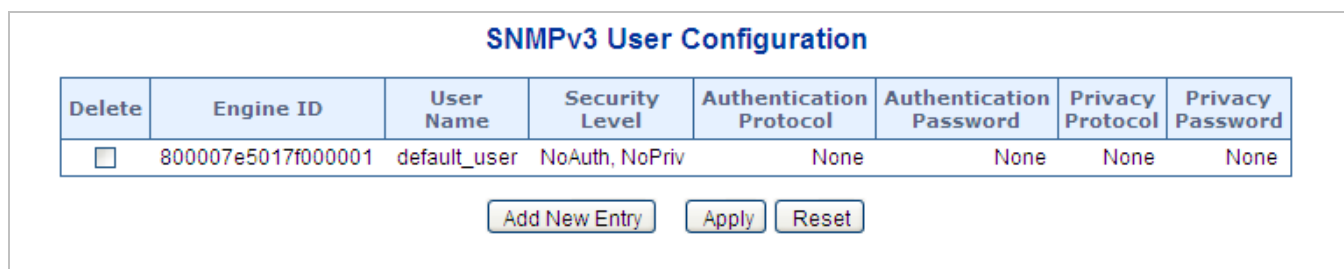 SNMPv3 User Configuration
Delete Engine ID User Name Security Level Authentication Protocol Authentication Password Privacy Protocol Privacy Password
800007e5017f000001 default_user NoAuth, NoPriv None None None None
Add New Entry Apply Reset